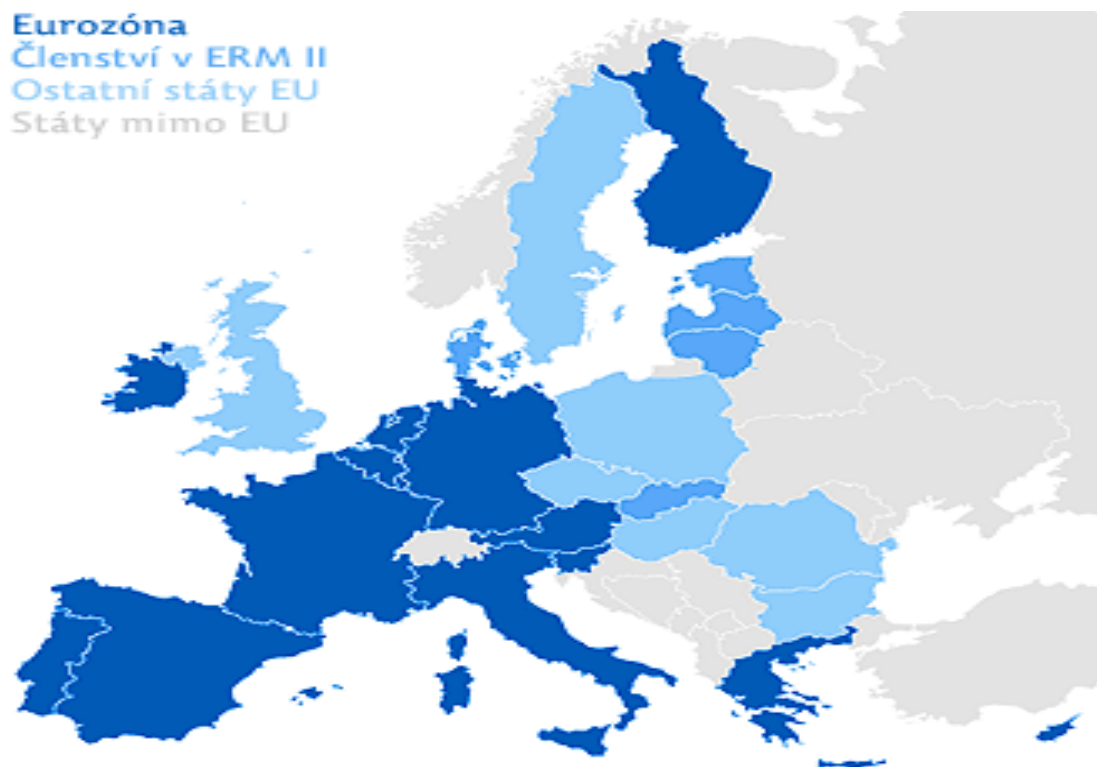 Eurozóna
Členství v ERM II
Ostatní státy EU
Státy mimo EU